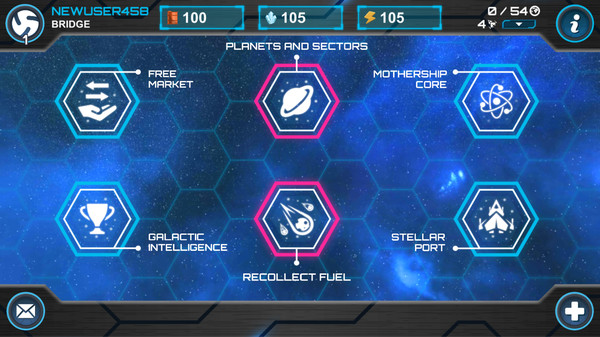 NEWUSER458
BRIDGE
1
100
105
105
0 / 54
4
i
PLANETS AND SECTORS
FREE
MARKET
MOTHERSHIP
CORE
GALACTIC
INTELLIGENCE
STELLAR
PORT
RECOLLECT FUEL